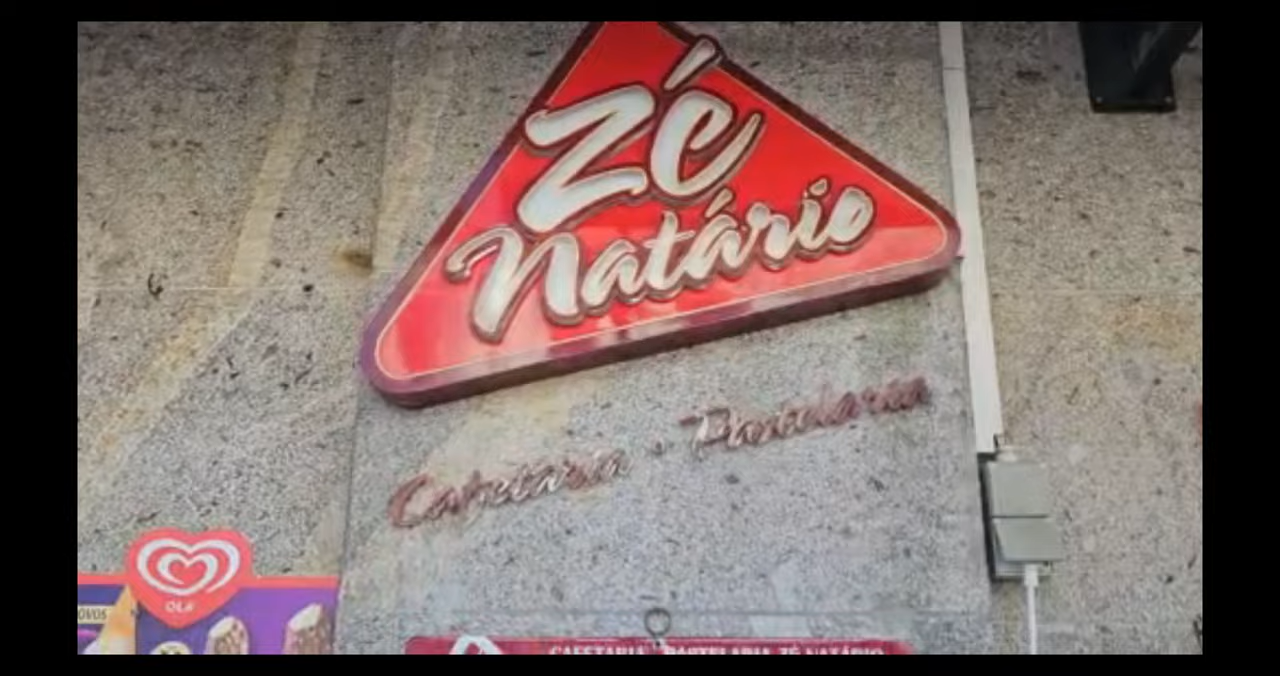 Zé
Natário
Cafetaria - Pastelaria
OLÁ
CAFETARIA - PASTELARIA ZÉ NATÁRIO